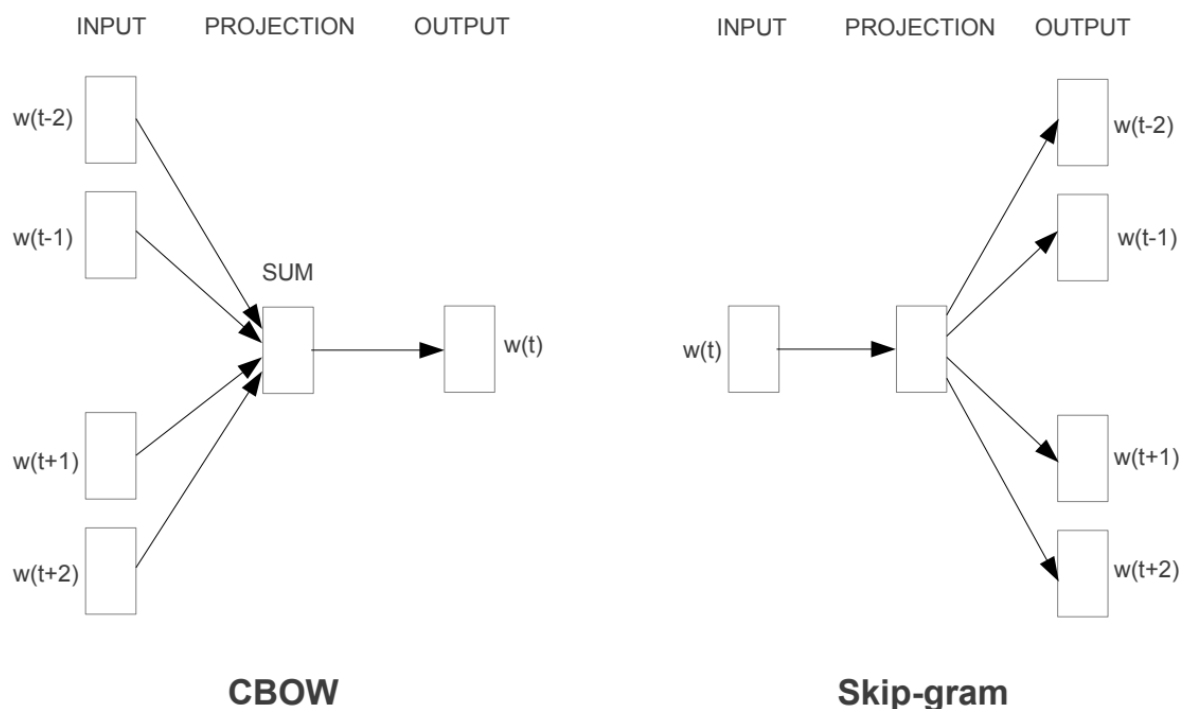 INPUT PROJECTION OUTPUT
w(t-2)
w(t-1)
SUM
w(t)
w(t+1)
w(t+2)
CBOW
INPUT PROJECTION OUTPUT
w(t-2)
w(t-1)
w(t)
w(t+1)
w(t+2)
Skip-gram